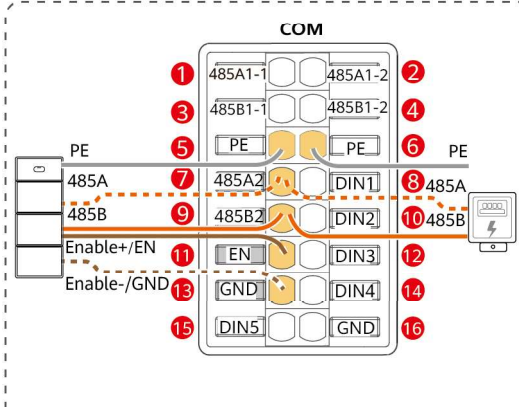 COM
1 485A1-1 485A1-2 2
3 485B1-1 485B1-2 4
PE 5 PE PE 6 PE
485A 7 485A2 DIN1 8 485A
485B 9 485B2 DIN2 10 485B
Enable+/EN 11 EN DIN3 12
Enable-/GND 13 GND DIN4 14
15 DIN5 GND 16